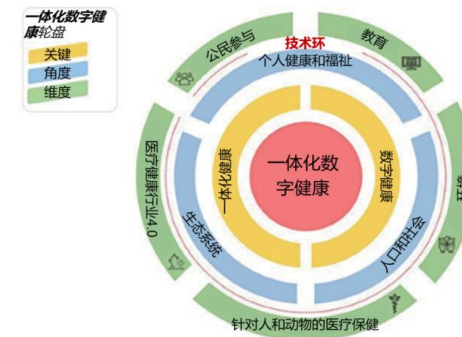 一体化数字健
康轮盘
关键
角度
维度
公民参与
技术环
教育
个人健康和福祉
医疗健康行业4.0
一体化健康
一体化数
字健康
数字健康
生态系统
人口和社会
针对人和动物的医疗保健